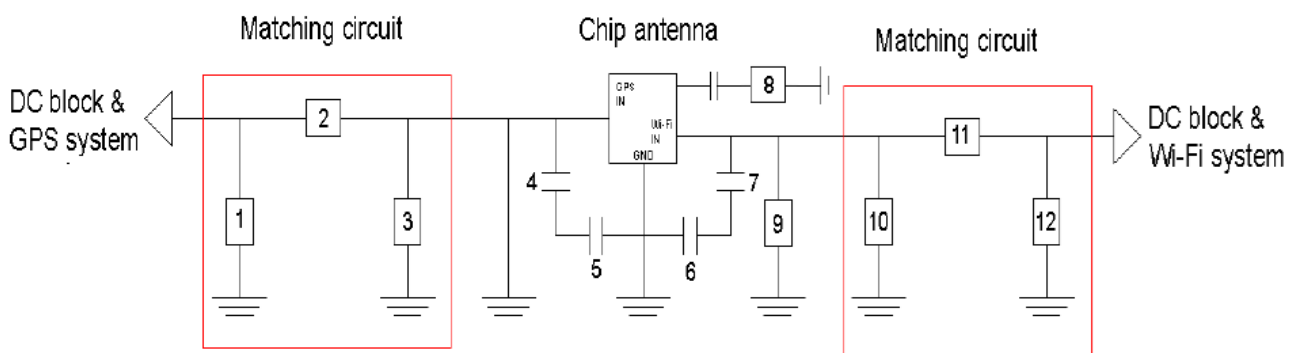 Matching circuit
Chip antenna
Matching circuit
DC block &
GPS system
GPS
IN
Wi-Fi
IN
GND
DC block &
Wi-Fi system
1
2
3
4
5
6
7
8
9
10
11
12